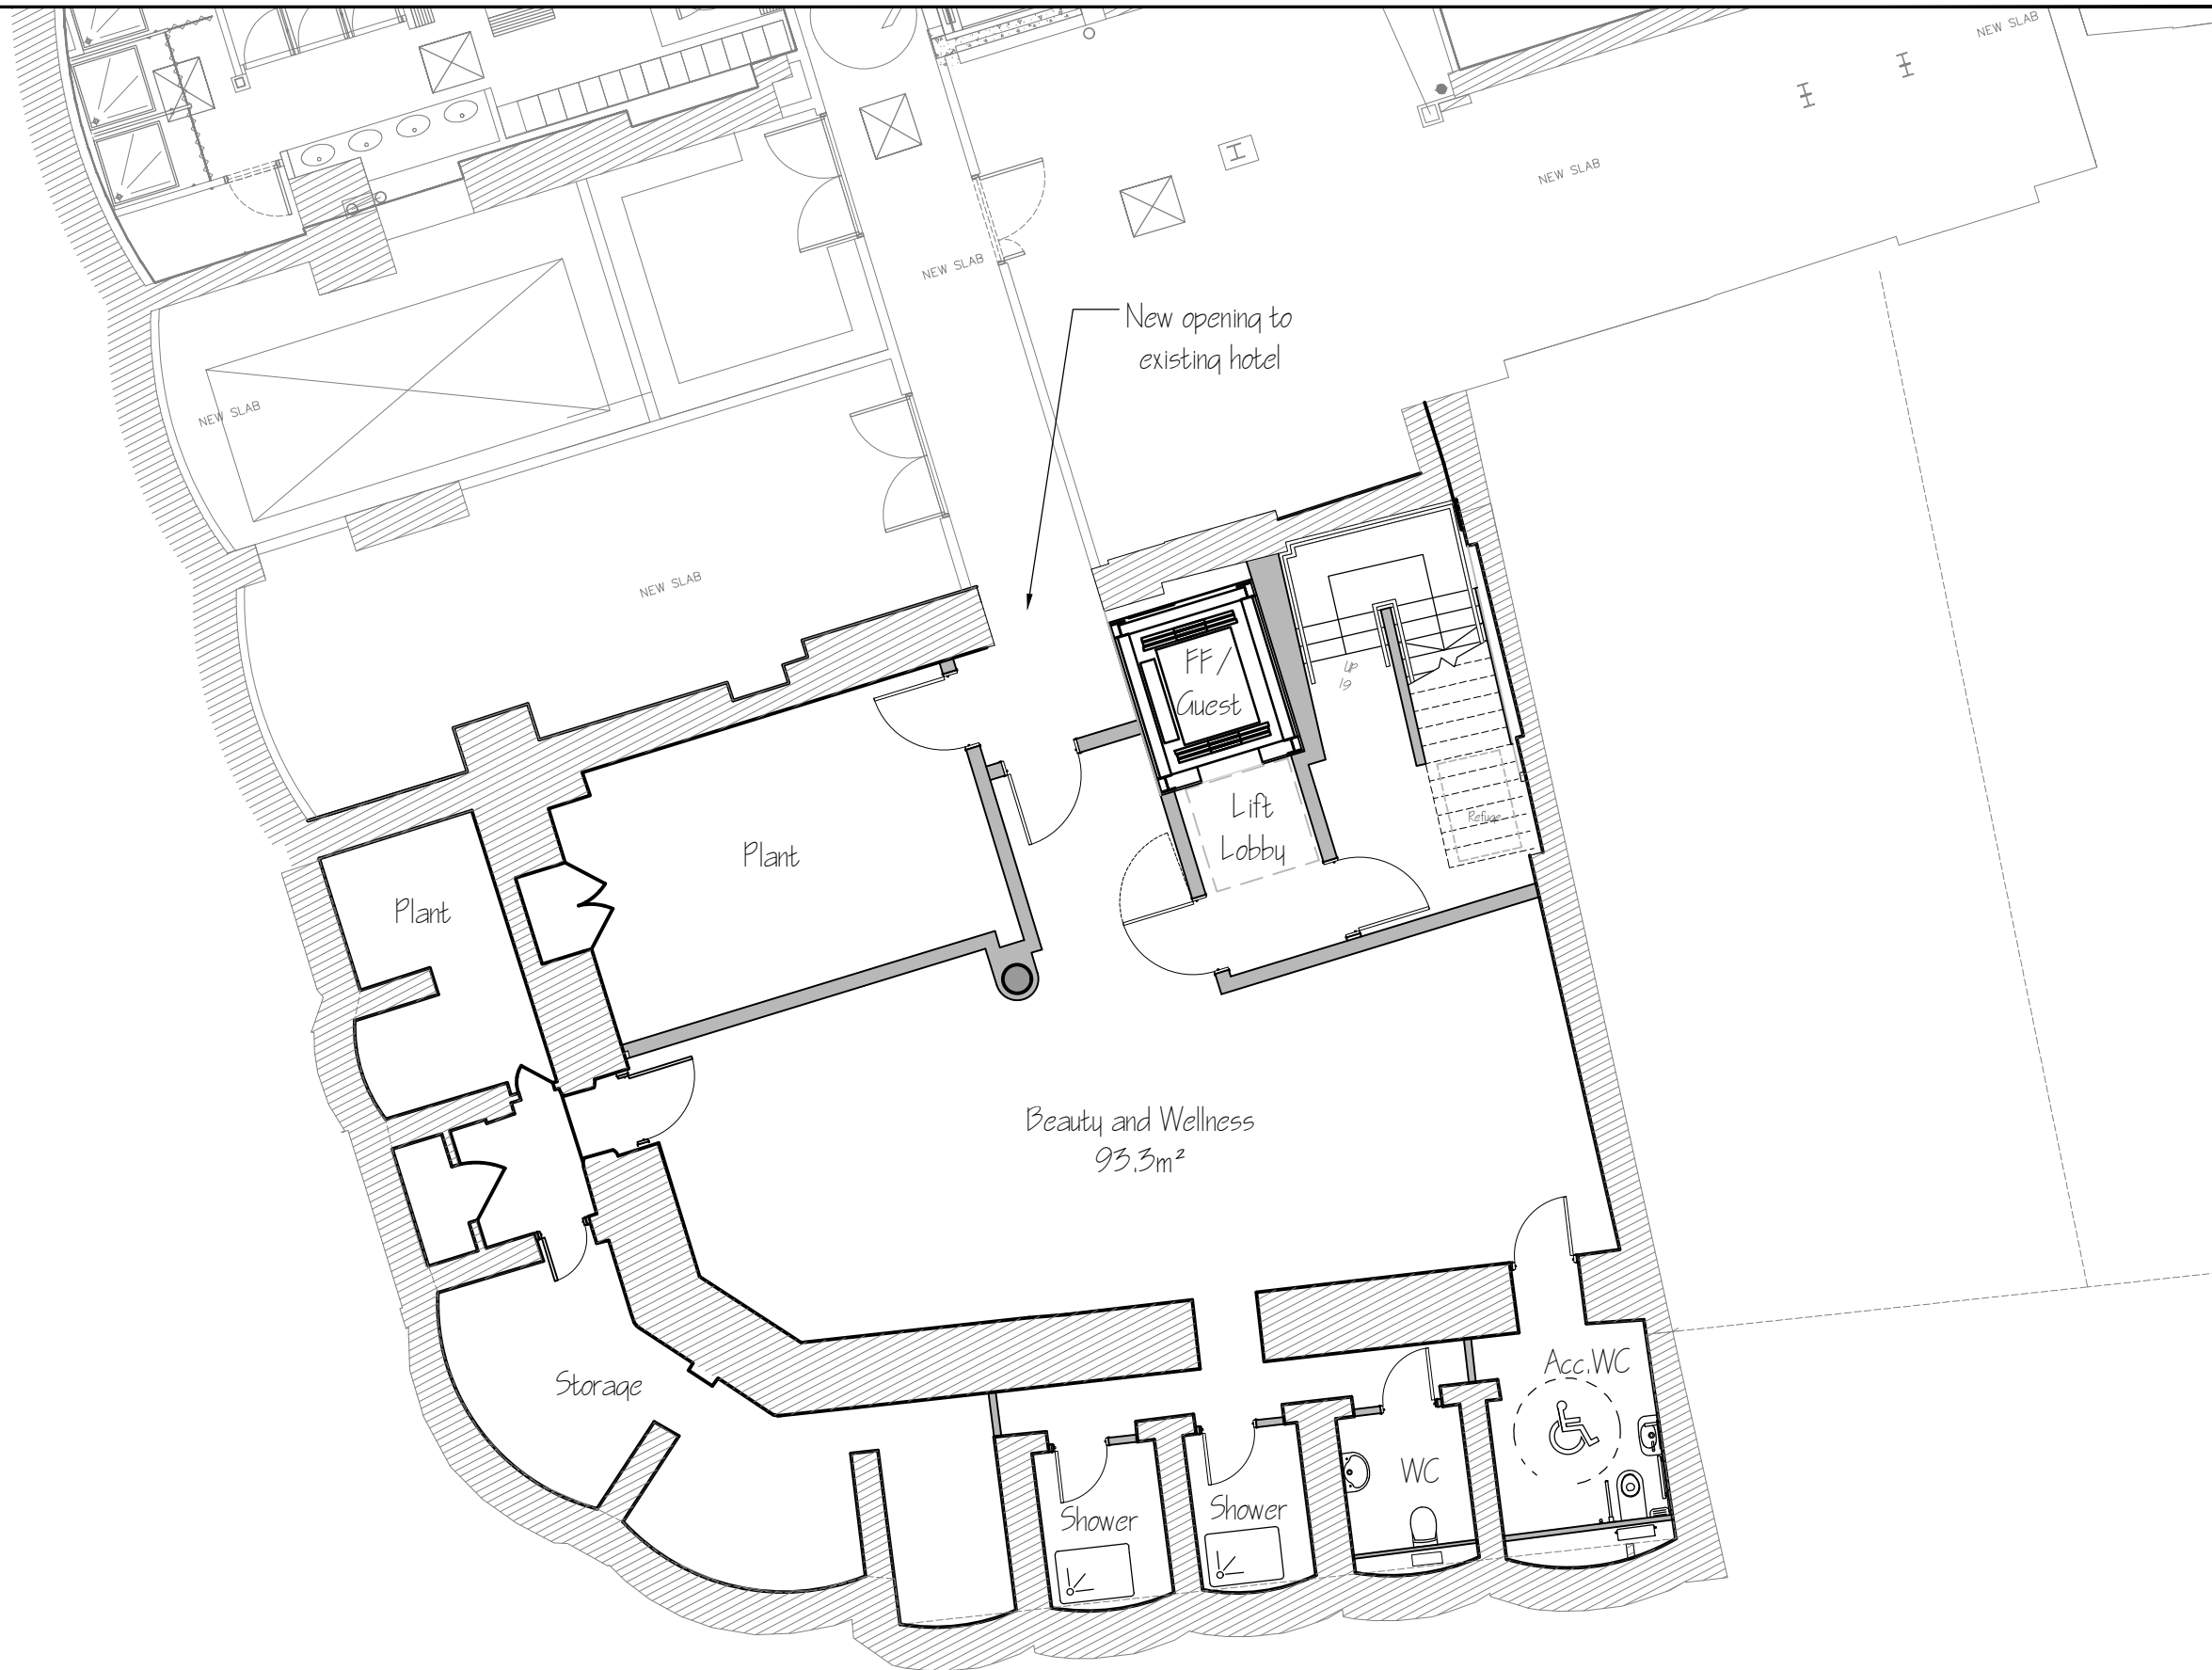 NEW SLAB
NEW SLAB
NEW SLAB
New opening to
existing hotel
NEW SLAB
NEW SLAB
FF/
Guest
Up
19
Lift
Lobby
Refuge
Plant
Plant
Beauty and Wellness
93.3m²
Storage
Acc.WC
WC
Shower
Shower